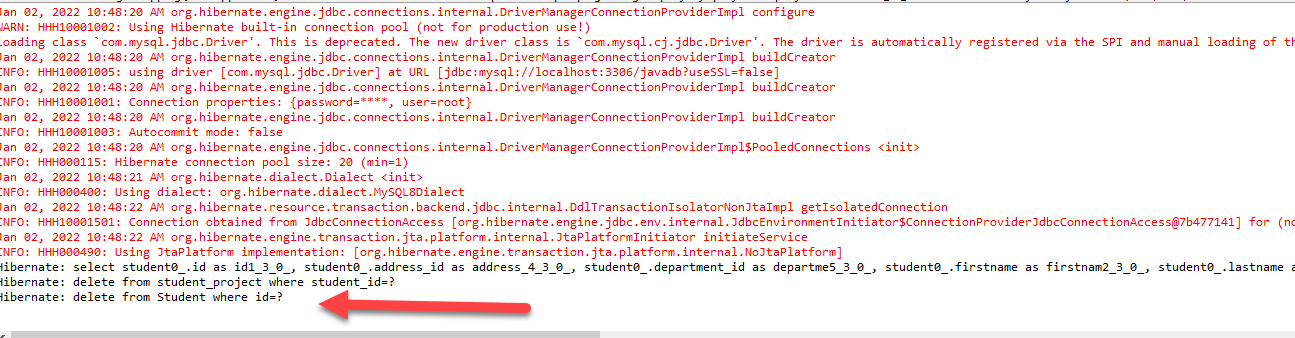 Jan 02, 2022 10:48:20 AM org.hibernate.engine.jdbc.connections.internal.DriverManagerConnectionProviderImpl configure
WARN: HHH10001002: Using Hibernate built-in connection pool (not for production use!)
Loading class `com.mysql.jdbc.Driver'. This is deprecated. The new driver class is `com.mysql.cj.jdbc.Driver'. The driver is automatically registered via the SPI and manual loading of th
Jan 02, 2022 10:48:20 AM org.hibernate.engine.jdbc.connections.internal.DriverManagerConnectionProviderImpl buildCreator
INFO: HHH10001005: using driver [com.mysql.jdbc.Driver] at URL [jdbc:mysql://localhost:3306/javadb?useSSL=false]
Jan 02, 2022 10:48:20 AM org.hibernate.engine.jdbc.connections.internal.DriverManagerConnectionProviderImpl buildCreator
INFO: HHH10001001: Connection properties: {password=****, user=root}
Jan 02, 2022 10:48:20 AM org.hibernate.engine.jdbc.connections.internal.DriverManagerConnectionProviderImpl buildCreator
INFO: HHH10001003: Autocommit mode: false
Jan 02, 2022 10:48:20 AM org.hibernate.engine.jdbc.connections.internal.DriverManagerConnectionProviderImpl$PooledConnections <init>
INFO: HHH000115: Hibernate connection pool size: 20 (min=1)
Jan 02, 2022 10:48:21 AM org.hibernate.dialect.Dialect <init>
INFO: HHH000400: Using dialect: org.hibernate.dialect.MySQL8Dialect
Jan 02, 2022 10:48:22 AM org.hibernate.resource.transaction.backend.jdbc.internal.DdlTransactionIsolatorNonJtaImpl getIsolatedConnection
INFO: HHH10001501: Connection obtained from JdbcConnectionAccess [org.hibernate.engine.jdbc.env.internal.JdbcEnvironmentInitiator$ConnectionProviderJdbcConnectionAccess@7b477141] for (no
Jan 02, 2022 10:48:22 AM org.hibernate.engine.transaction.jta.platform.internal.JtaPlatformInitiator initiateService
INFO: HHH000490: Using JtaPlatform implementation: [org.hibernate.engine.transaction.jta.platform.internal.NoJtaPlatform]
Hibernate: select student0_.id as id1_3_0_, student0_.address_id as address_4_3_0_, student0_.department_id as departme5_3_0_, student0_.firstname as firstnam2_3_0_, student0_.lastname a
Hibernate: delete from student_project where student_id=?
Hibernate: delete from Student where id=?